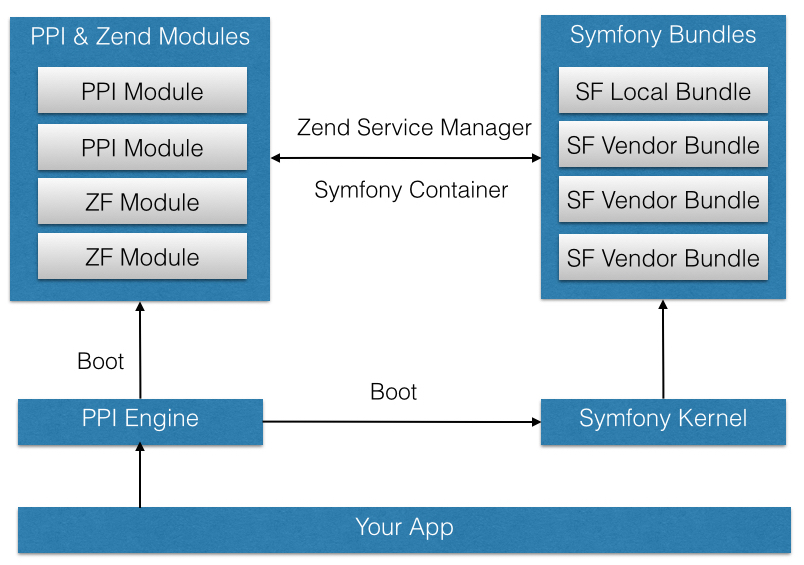 PPI & Zend Modules
PPI Module
PPI Module
ZF Module
ZF Module
Zend Service Manager
Symfony Container
Symfony Bundles
SF Local Bundle
SF Vendor Bundle
SF Vendor Bundle
SF Vendor Bundle
Boot
Boot
PPI Engine
Symfony Kernel
Your App